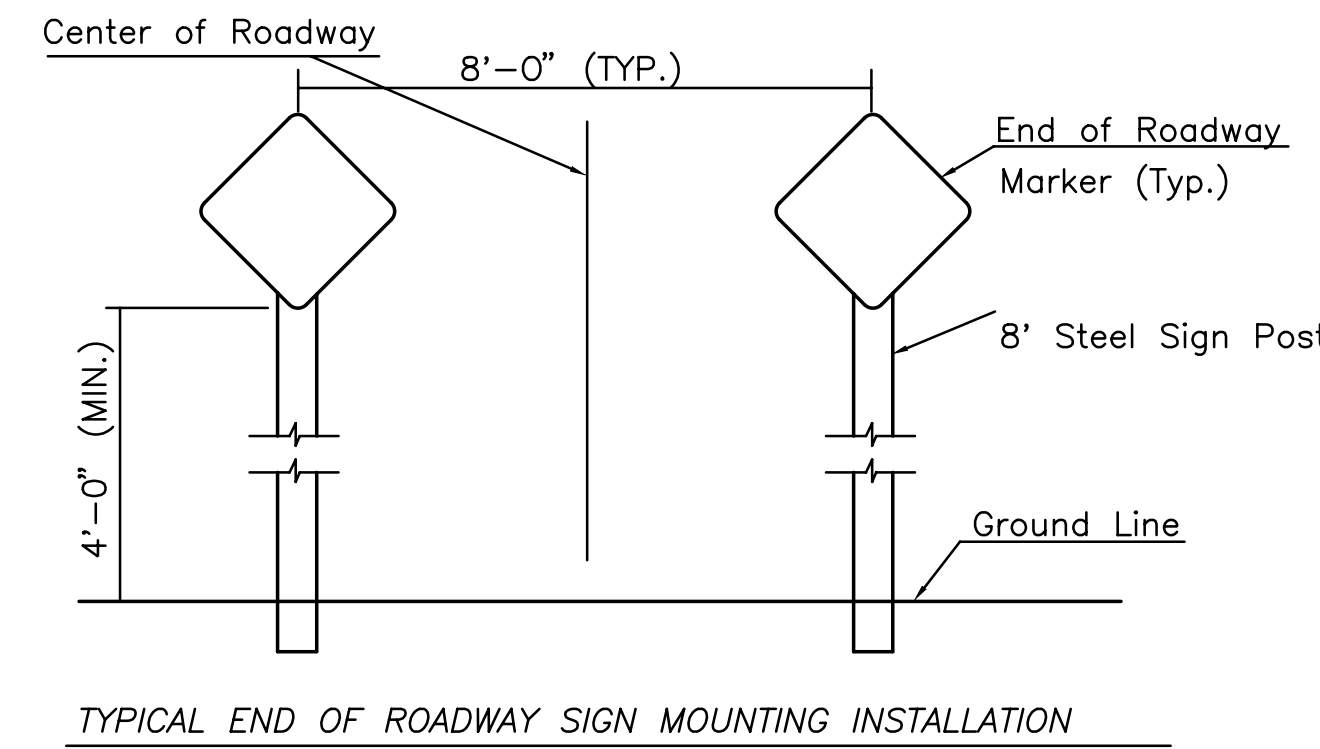 Center of Roadway
8'-0" (TYP.)
End of Roadway
Marker (Typ.)
8' Steel Sign Post
4'-0" (MIN.)
Ground Line
TYPICAL END OF ROADWAY SIGN MOUNTING INSTALLATION